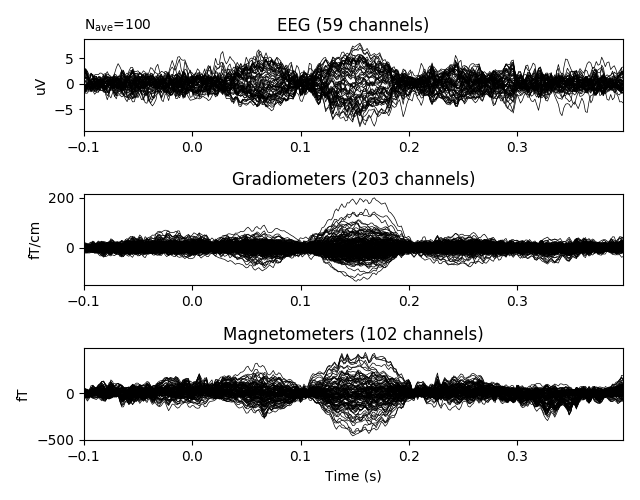 N_ave=100
EEG (59 channels)
uV
5
0
−5
−0.1 0.0 0.1 0.2 0.3
Gradiometers (203 channels)
fT/cm
200
0
−0.1 0.0 0.1 0.2 0.3
Magnetometers (102 channels)
fT
0
−500
−0.1 0.0 0.1 0.2 0.3
Time (s)